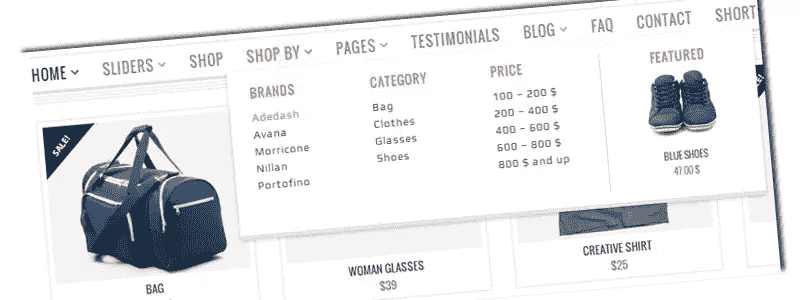 HOME SLIDERS SHOP SHOP BY PAGES TESTIMONIALS BLOG FAQ CONTACT SHORT
BRANDS
Adedash
Avana
Morricone
Nillan
Portofino
CATEGORY
Bag
Clothes
Glasses
Shoes
PRICE
100 - 200 $
200 - 400 $
400 - 600 $
600 - 800 $
800 $ and up
FEATURED
BLUE SHOES
47.00 $
SALE!
BAG
WOMAN GLASSES
$39
CREATIVE SHIRT
$25